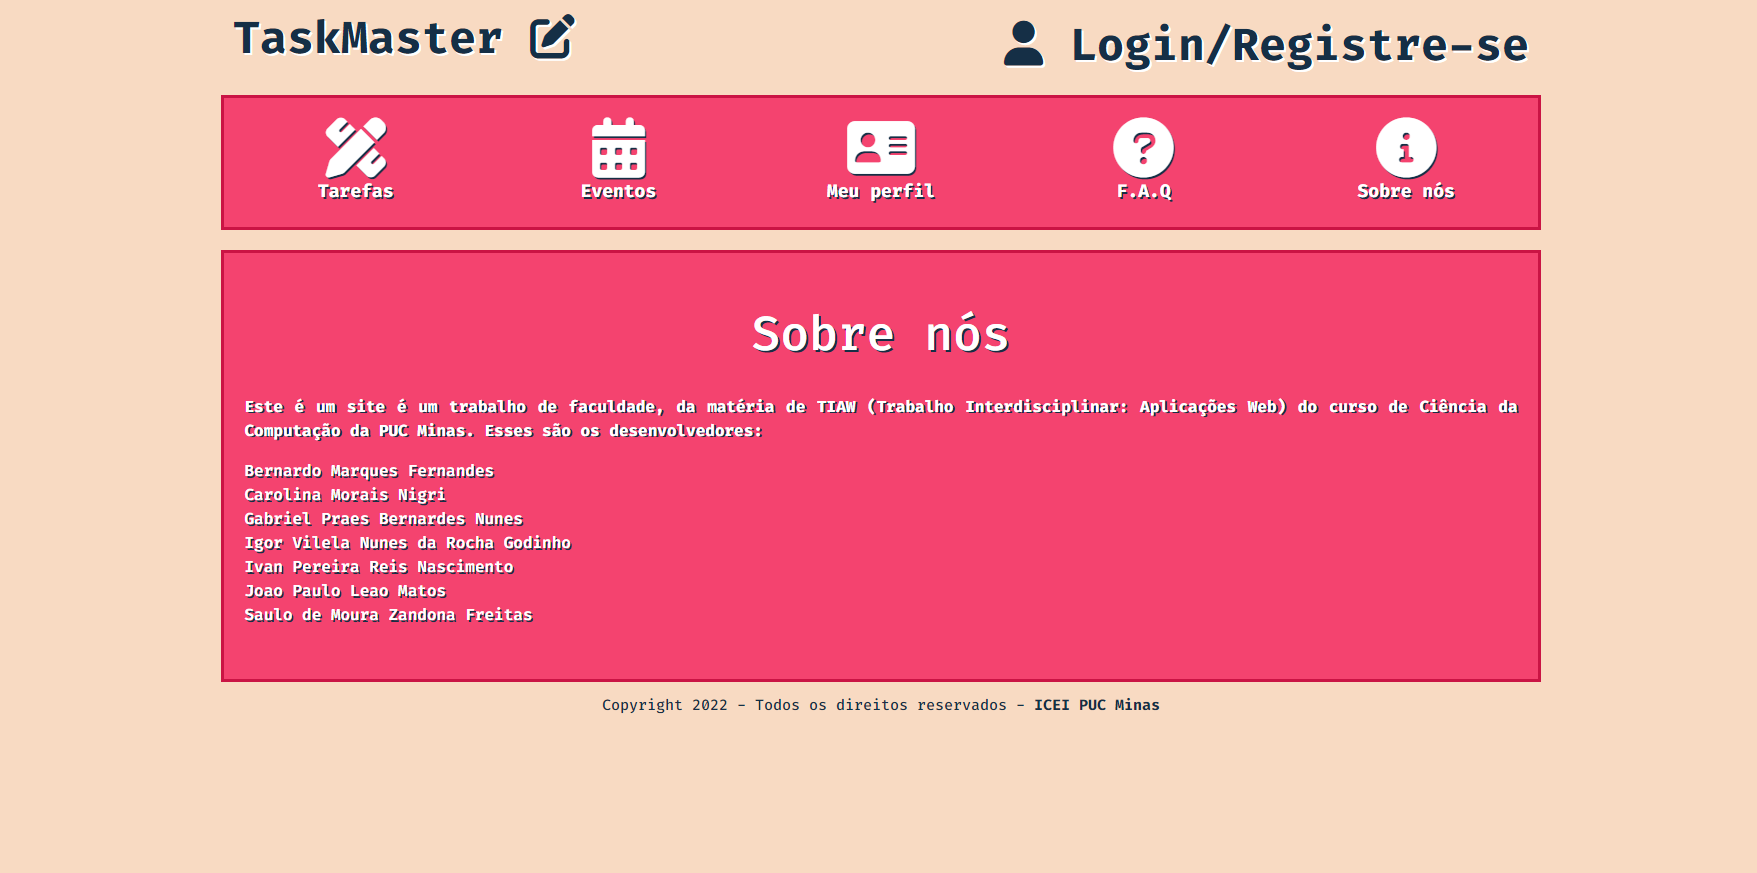 TaskMaster
Login/Registre-se
Tarefas
Eventos
Meu perfil
F.A.Q
Sobre nós
Sobre nós
Este é um site é um trabalho de faculdade, da matéria de TIAW (Trabalho Interdisciplinar: Aplicações Web) do curso de Ciência da
Computação da PUC Minas. Esses são os desenvolvedores:
Bernardo Marques Fernandes
Carolina Morais Nigri
Gabriel Praes Bernardes Nunes
Igor Vilela Nunes da Rocha Godinho
Ivan Pereira Reis Nascimento
Joao Paulo Leao Matos
Saulo de Moura Zandona Freitas
Copyright 2022 - Todos os direitos reservados - ICEI PUC Minas